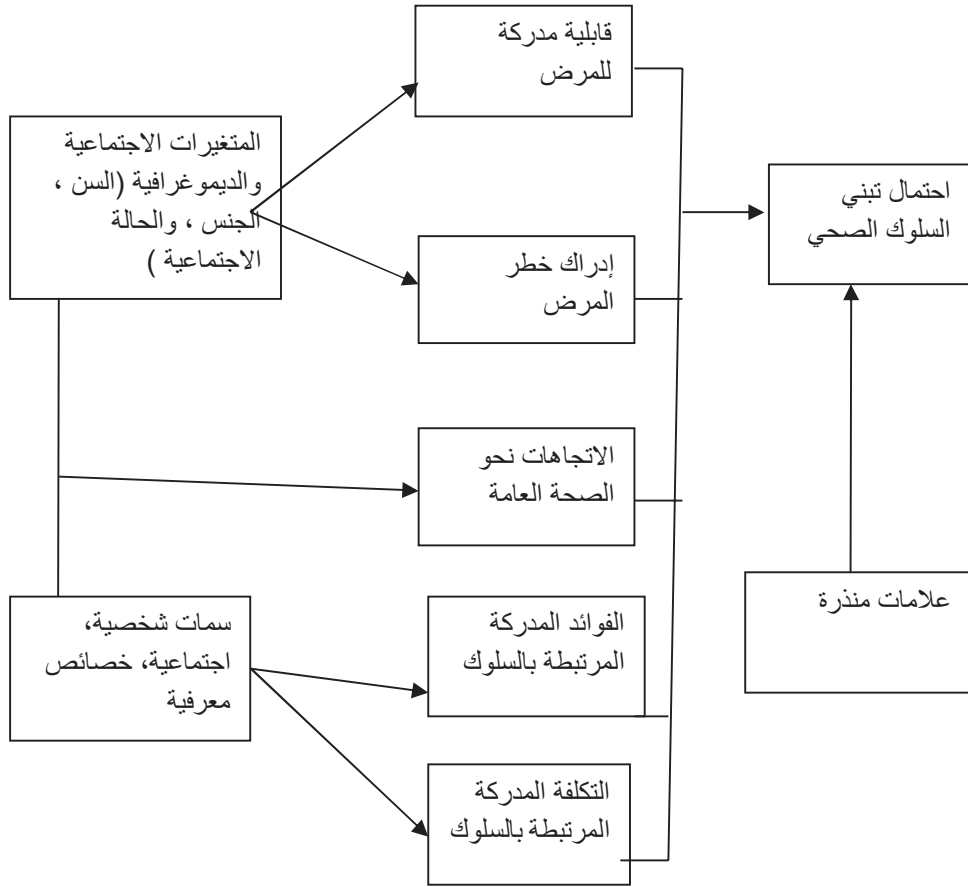 قابلية مدركة
للمرض
المتغيرات الاجتماعية
والديموغرافية (السن ،
الجنس ، والحالة
الاجتماعية )
احتمال تبني
السلوك الصحي
إدراك خطر
المرض
الاتجاهات نحو
الصحة العامة
علامات منذرة
سمات شخصية،
اجتماعية، خصائص
معرفية
الفوائد المدركة
المرتبطة بالسلوك
التكلفة المدركة
المرتبطة بالسلوك